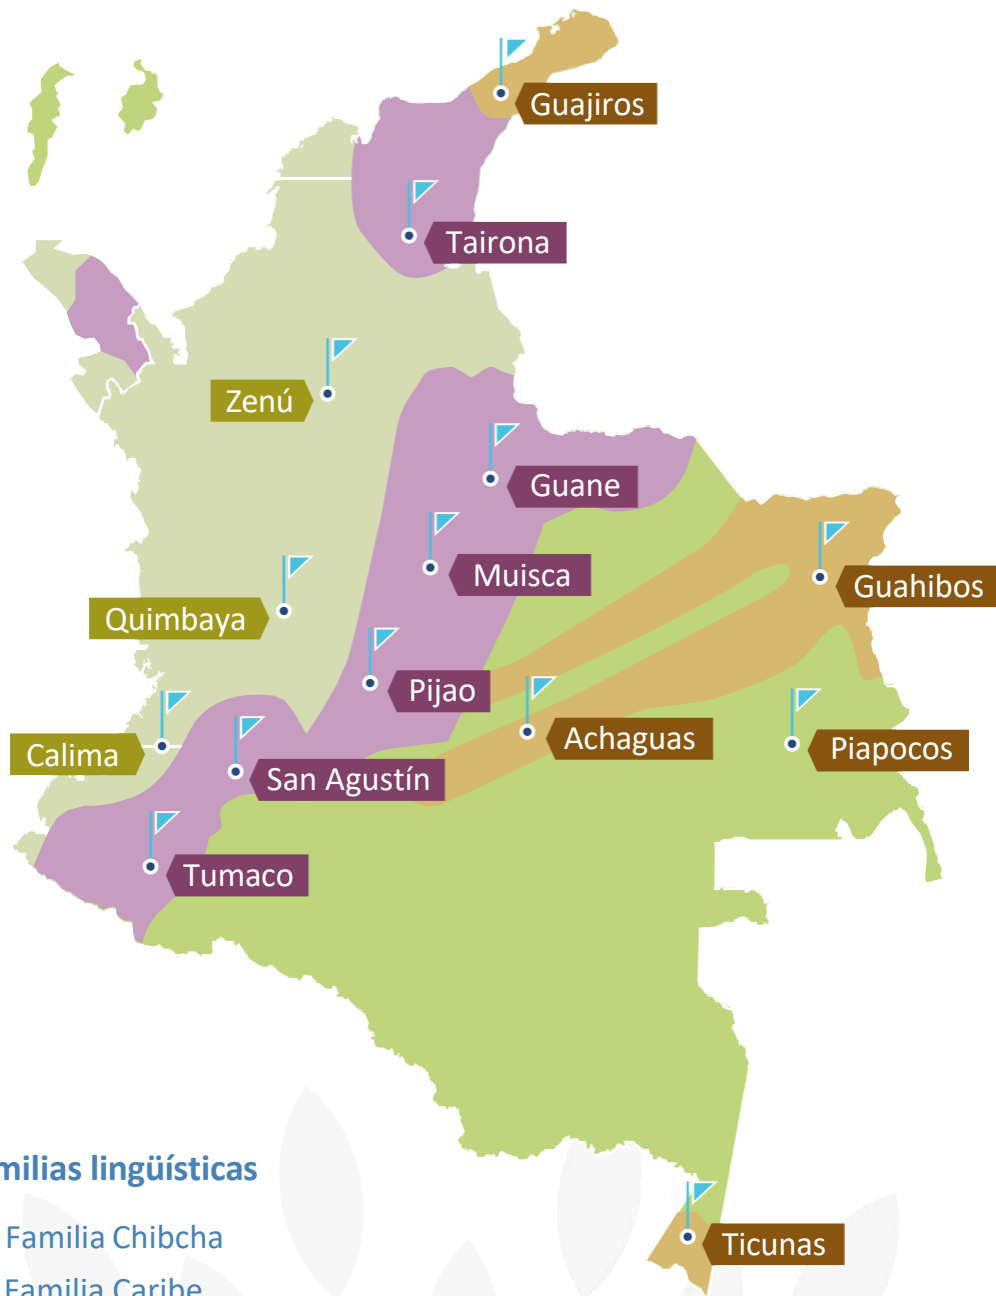 Guajiros
Tairona
Zenú
Guane
Muisca
Guahibos
Quimbaya
Pijao
Achaguas
Piapocos
Calima
San Agustín
Tumaco
milias lingüísticas
Familia Chibcha
Familia Caribe
Ticunas